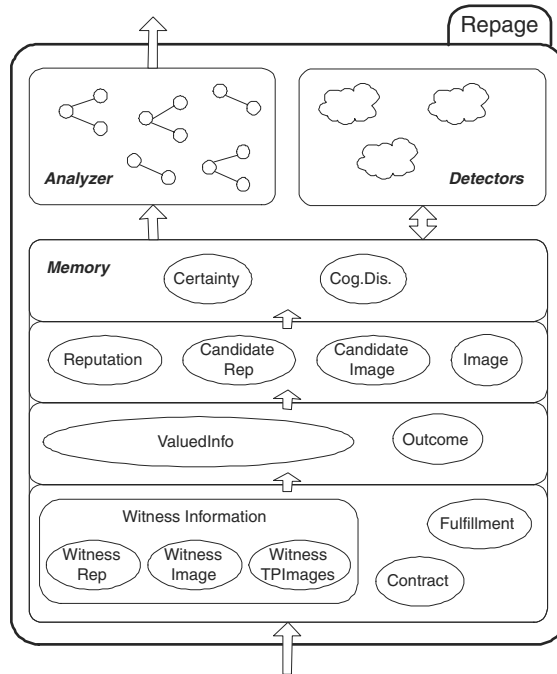 Repage
Analyzer
Detectors
Memory
Certainty
Cog.Dis.
Reputation
Candidate
Rep
Candidate
Image
Image
ValuedInfo
Outcome
Witness Information
Witness
Rep
Witness
Image
Witness
TPImages
Fulfillment
Contract